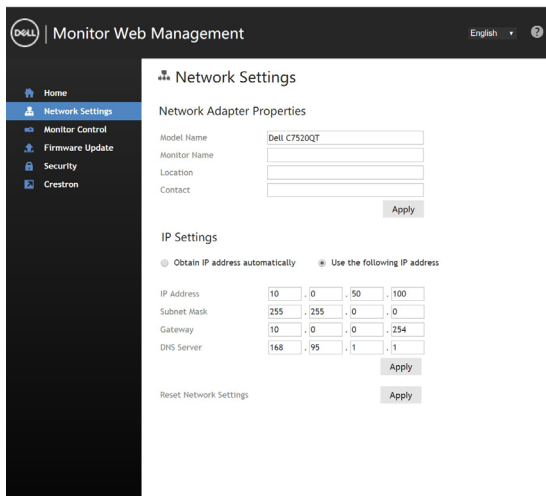 DELL | Monitor Web Management
English
?
Home
Network Settings
Monitor Control
Firmware Update
Security
Crestron
Network Settings
Network Adapter Properties
Model Name Dell C7520QT
Monitor Name
Location
Contact
Apply
IP Settings
Obtain IP address automatically Use the following IP address
IP Address 10 . 0 . 50 . 100
Subnet Mask 255 . 255 . 0 . 0
Gateway 10 . 0 . 0 . 254
DNS Server 168 . 95 . 1 . 1
Apply
Reset Network Settings Apply